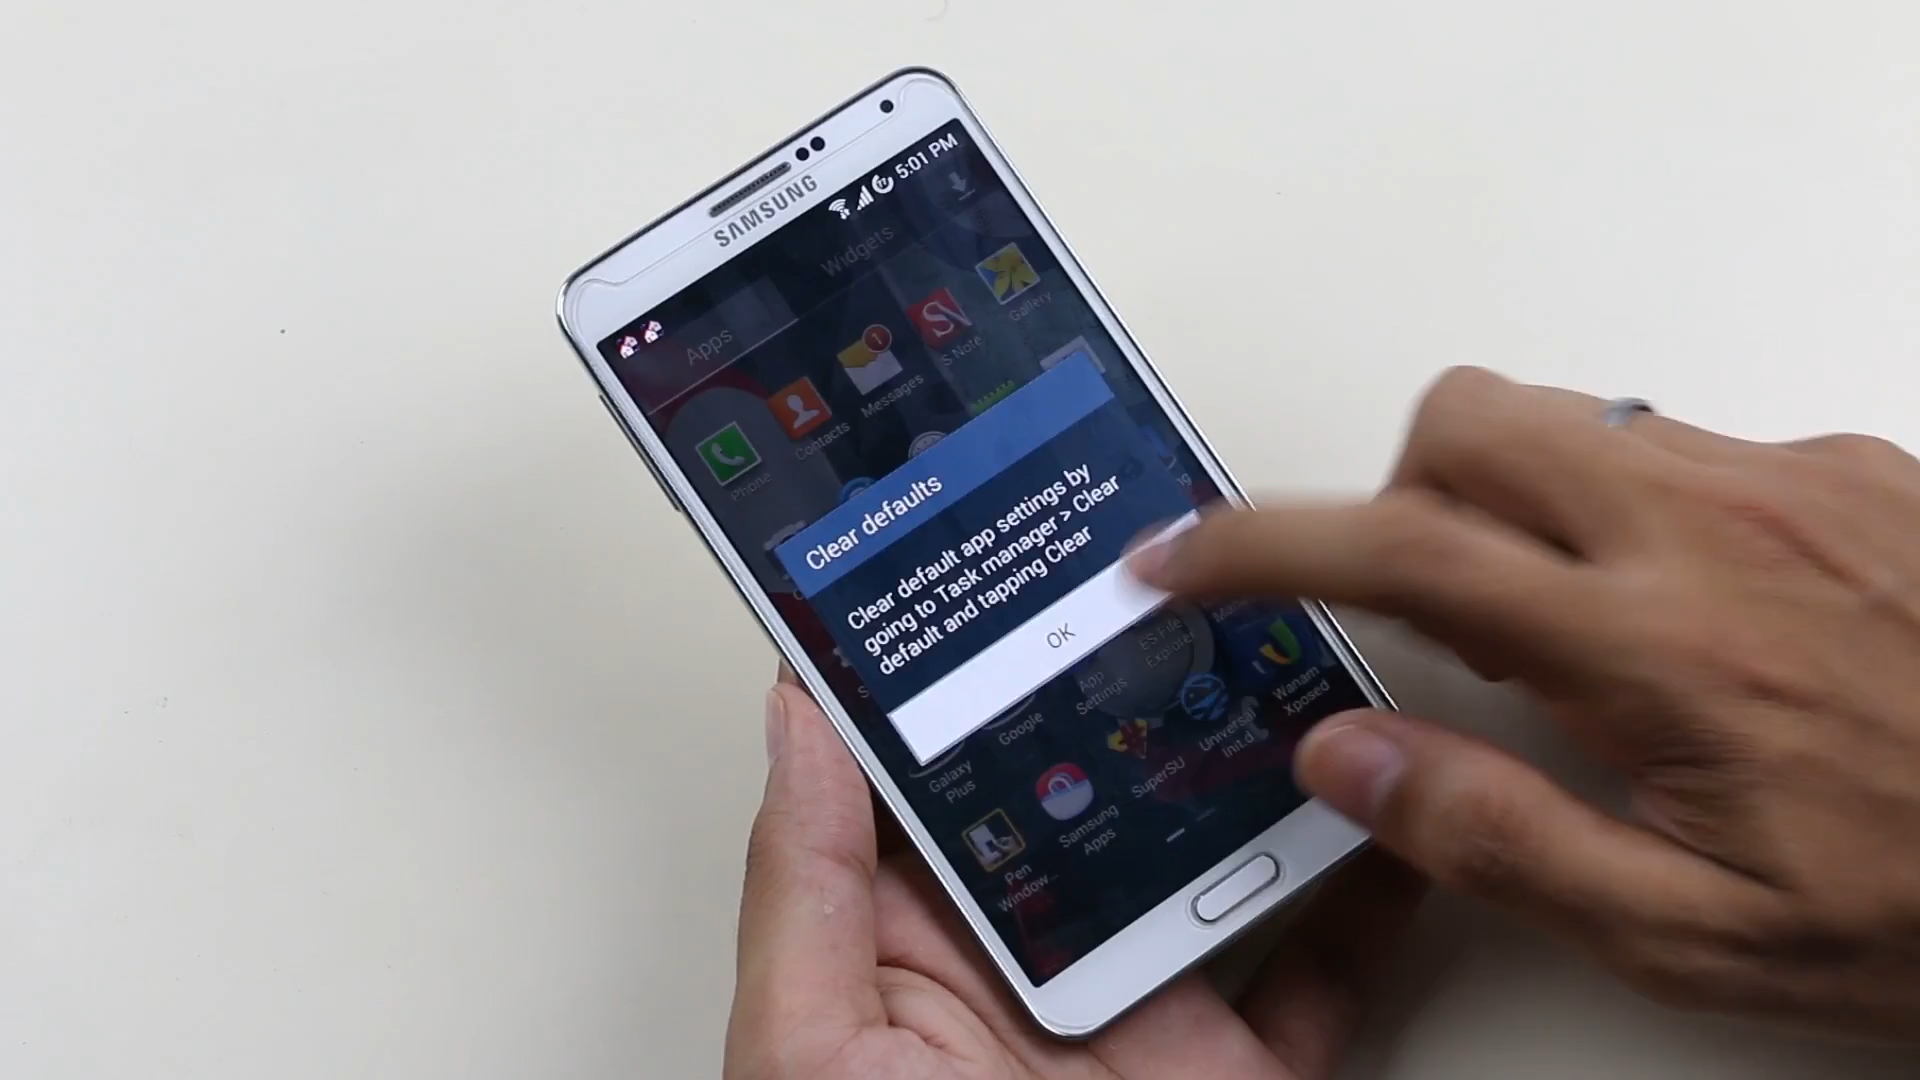 SAMSUNG
5:01 PM
Apps
Widgets
Phone
Contacts
Messages
1
S Note
Gallery
Clear defaults
Clear default app settings by
going to Task manager > Clear
default and tapping Clear
OK
Galaxy
Plus
Google
App
Settings
ES File
Explorer
Pen
Window...
Samsung
Apps
SuperSU
Universal
Init.d
Wanam
Xposed